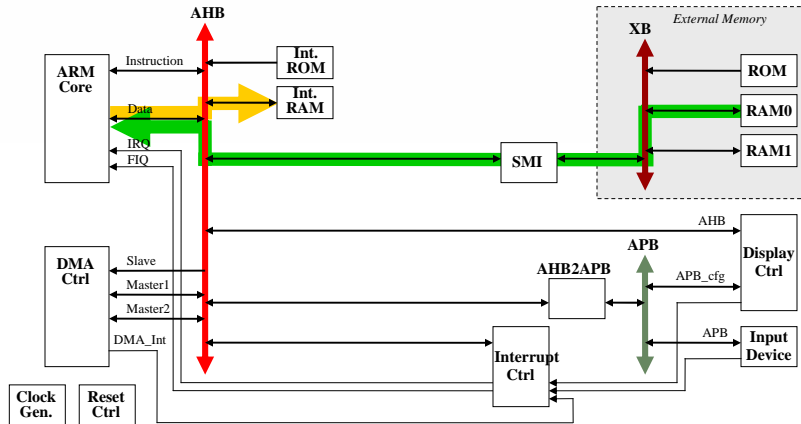 AHB
External Memory
XB
ARM
Core
Instruction
Int.
ROM
ROM
Int.
RAM
Data
RAM0
IRQ
FIQ
SMI
RAM1
AHB
Display
Ctrl
DMA
Ctrl
Slave
APB
AHB2APB
APB_cfg
Master1
Master2
DMA_Int
Interrupt
Ctrl
APB
Input
Device
Clock
Gen.
Reset
Ctrl